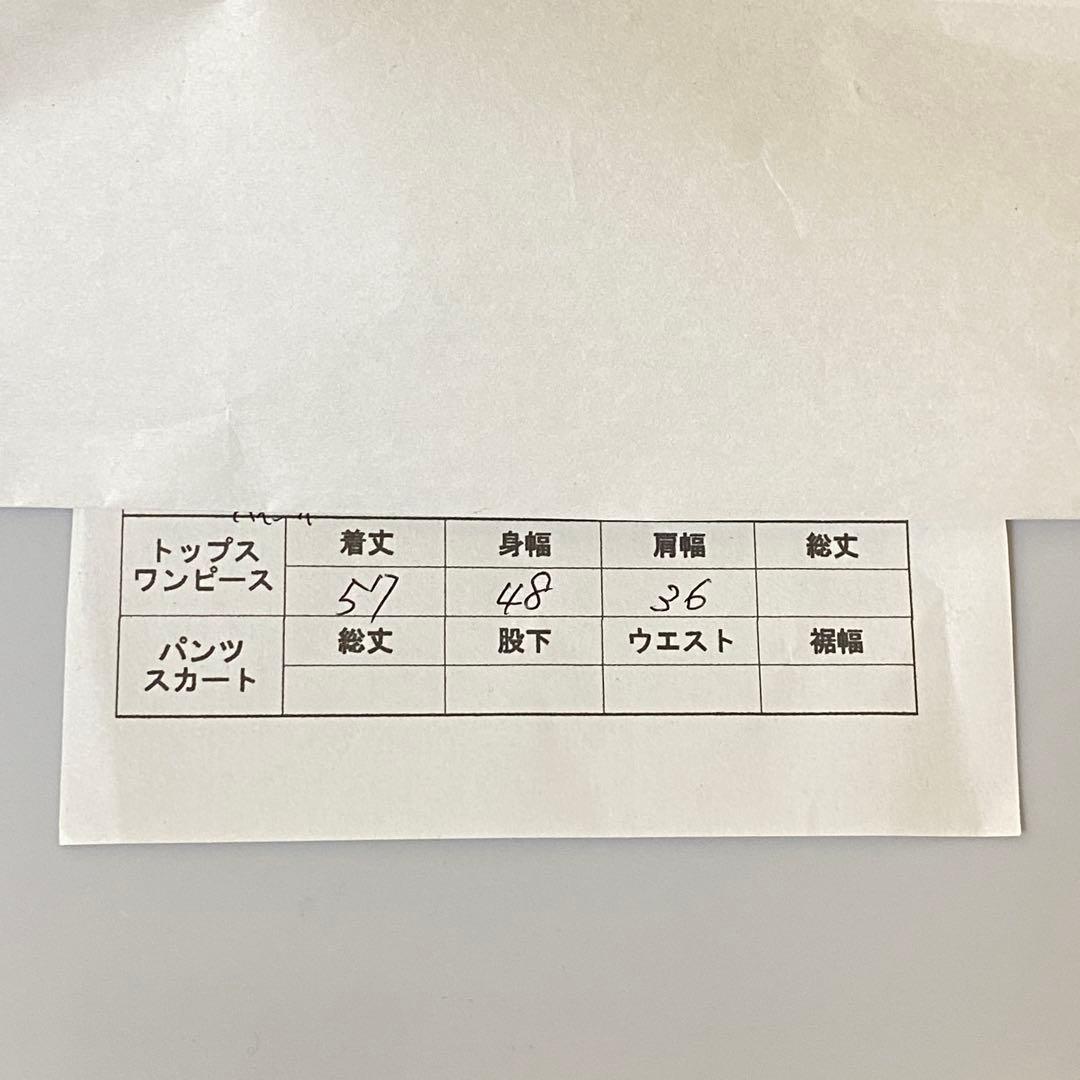 トップス ワンピース 着丈 身幅 肩幅 総丈
57 48 36
パンツ スカート 総丈 股下 ウエスト 裾幅